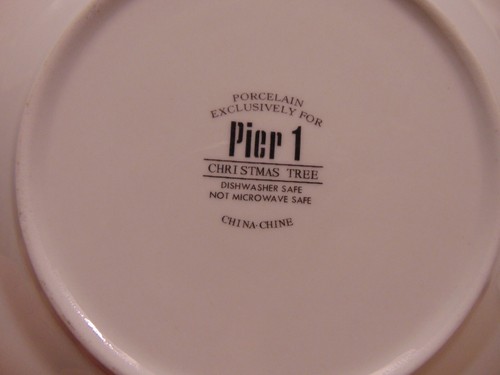 PORCELAIN
EXCLUSIVELY FOR
Pier 1
CHRISTMAS TREE
DISHWASHER SAFE
NOT MICROWAVE SAFE
CHINA-CHINE